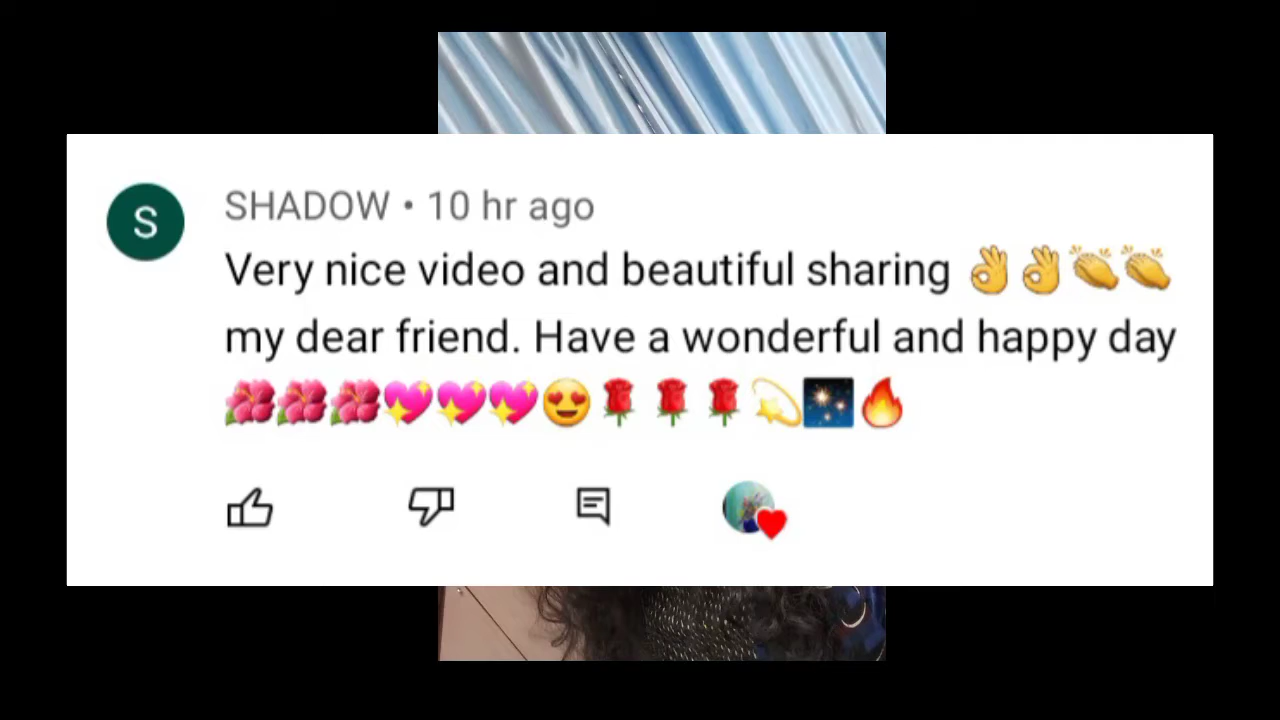 S
SHADOW • 10 hr ago
Very nice video and beautiful sharing 👌👌👏👏
my dear friend. Have a wonderful and happy day
🌺🌺🌺💖💖💖😍🌹🌹🌹💫🎇🔥